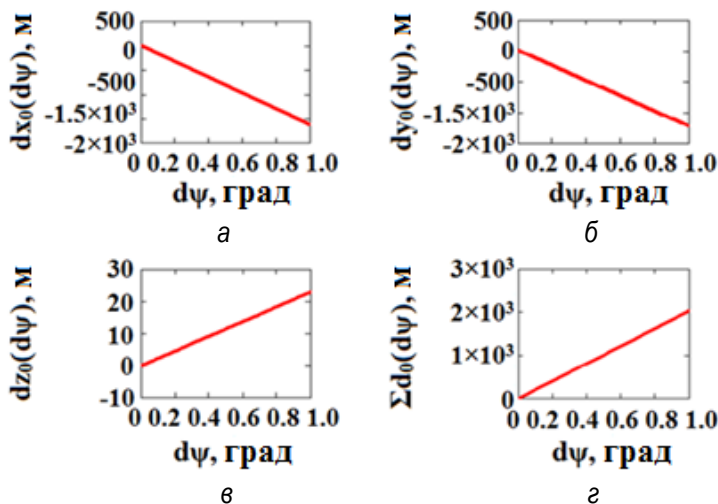 dx₀(dψ), м
500
0
-500
-1.5×10³
-2×10³
0 0.2 0.4 0.6 0.8 1.0
dψ, град
а
dy₀(dψ), м
500
0
-500
-1.5×10³
-2×10³
0 0.2 0.4 0.6 0.8 1.0
dψ, град
б
dz₀(dψ), м
30
20
10
0
-10
0 0.2 0.4 0.6 0.8 1.0
dψ, град
в
Σd₀(dψ), м
3×10³
2×10³
1×10³
0
0 0.2 0.4 0.6 0.8 1.0
dψ, град
г